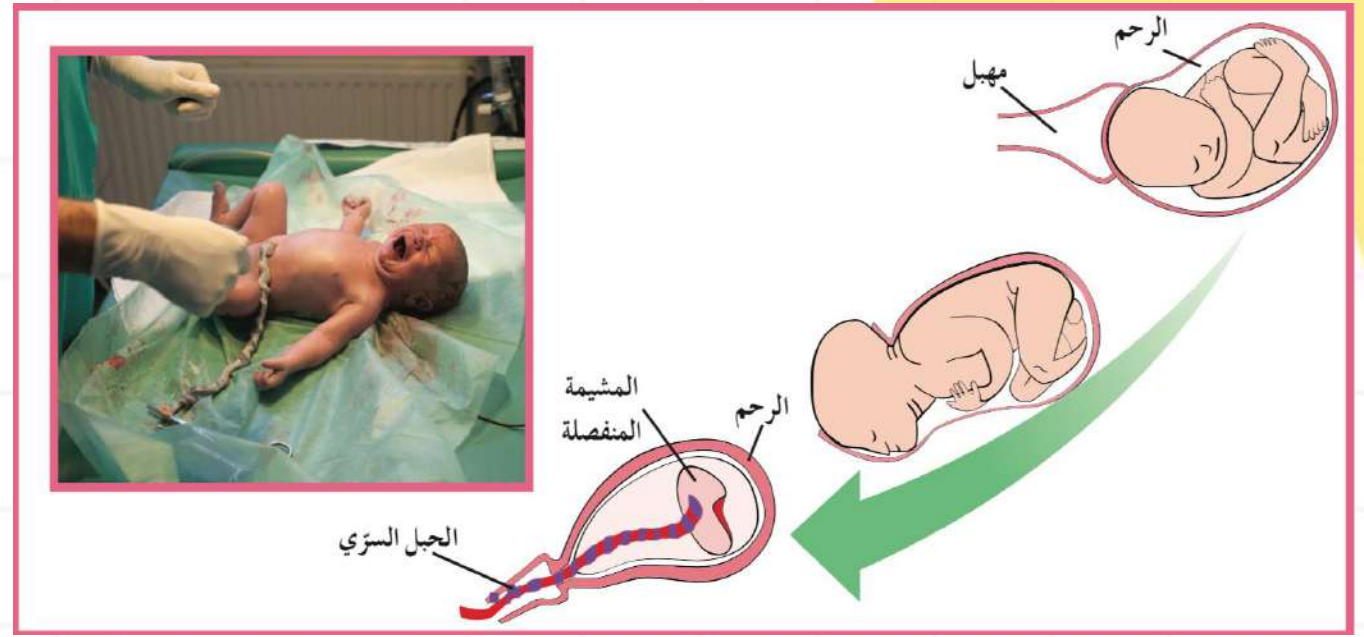 الرحم
مهبل
المشيمة
المنفصلة
الرحم
الحبل السرّي